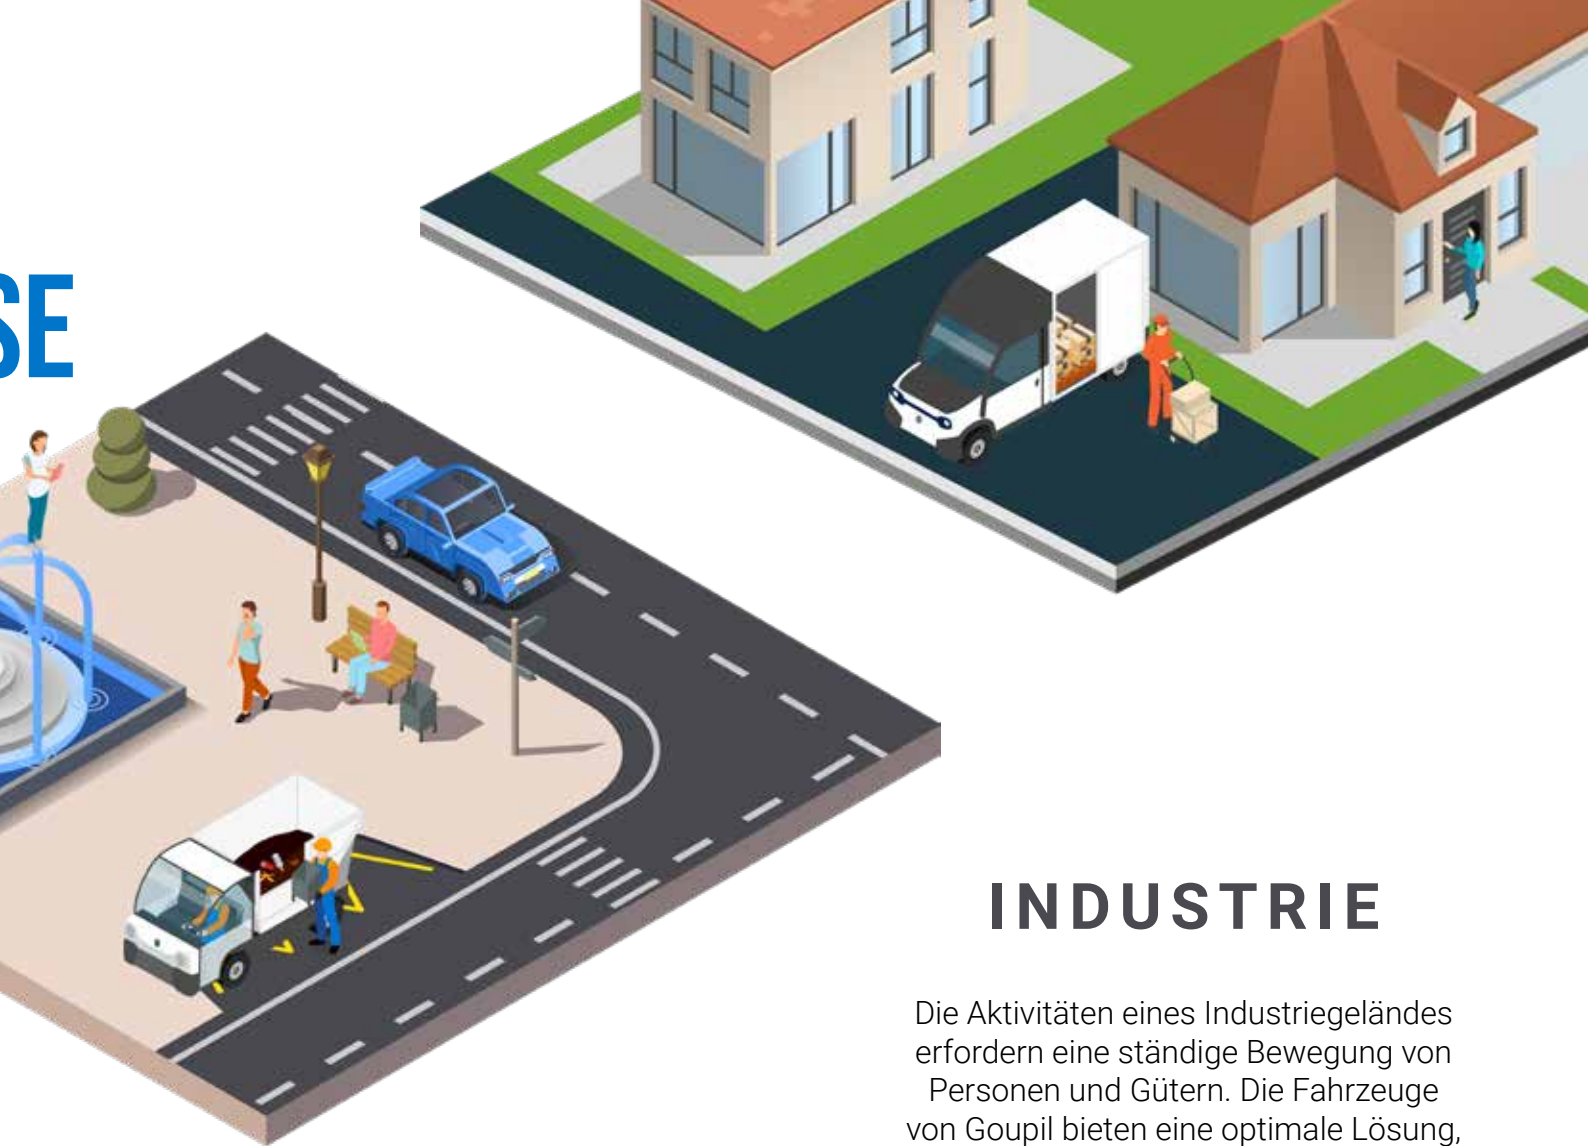 SE
INDUSTRIE
Die Aktivitäten eines Industriegeländes
erfordern eine ständige Bewegung von
Personen und Gütern. Die Fahrzeuge
von Goupil bieten eine optimale Lösung,